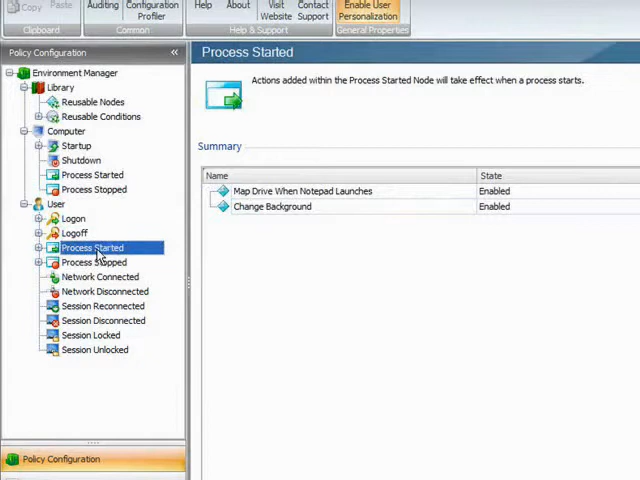 Copy
Paste
Auditing
Configuration
Profiler
Help
About
Visit
Website
Contact
Support
Enable User
Personalization
Clipboard
Common
Help & Support
General Properties
Policy Configuration
Environment Manager
Library
Reusable Nodes
Reusable Conditions
Computer
Startup
Shutdown
Process Started
Process Stopped
User
Logon
Logoff
Process Started
Process Stopped
Network Connected
Network Disconnected
Session Reconnected
Session Disconnected
Session Locked
Session Unlocked
Policy Configuration
Process Started
Actions added within the Process Started Node will take effect when a process starts.
Summary
Name State
Map Drive When Notepad Launches Enabled
Change Background Enabled